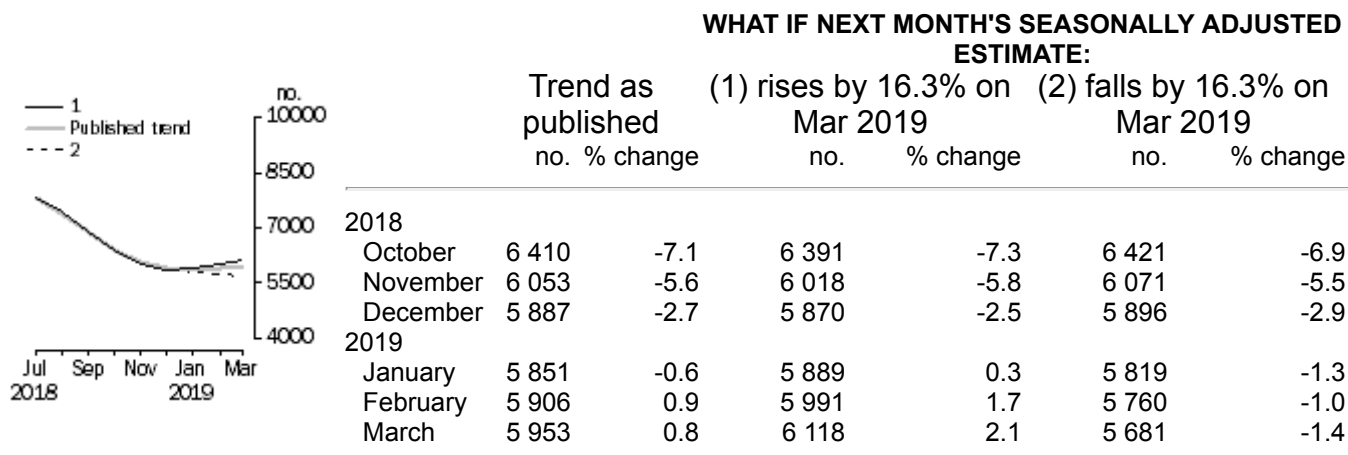 WHAT IF NEXT MONTH'S SEASONALLY ADJUSTED
ESTIMATE:
Trend as (1) rises by 16.3% on (2) falls by 16.3% on
published Mar 2019 Mar 2019
no. % change no. % change no. % change
2018
October 6 410 -7.1 6 391 -7.3 6 421 -6.9
November 6 053 -5.6 6 018 -5.8 6 071 -5.5
December 5 887 -2.7 5 870 -2.5 5 896 -2.9
2019
January 5 851 -0.6 5 889 0.3 5 819 -1.3
February 5 906 0.9 5 991 1.7 5 760 -1.0
March 5 953 0.8 6 118 2.1 5 681 -1.4
1
Published trend
2
no.
10000
8500
7000
5500
4000
Jul Sep Nov Jan Mar
2018 2019